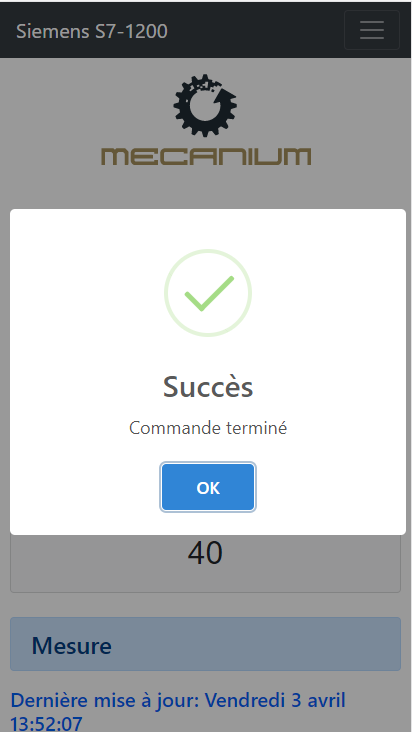 Siemens S7-1200
MECANIUM
Succès
Commande terminé
OK
40
Mesure
Dernière mise à jour: Vendredi 3 avril
13:52:07